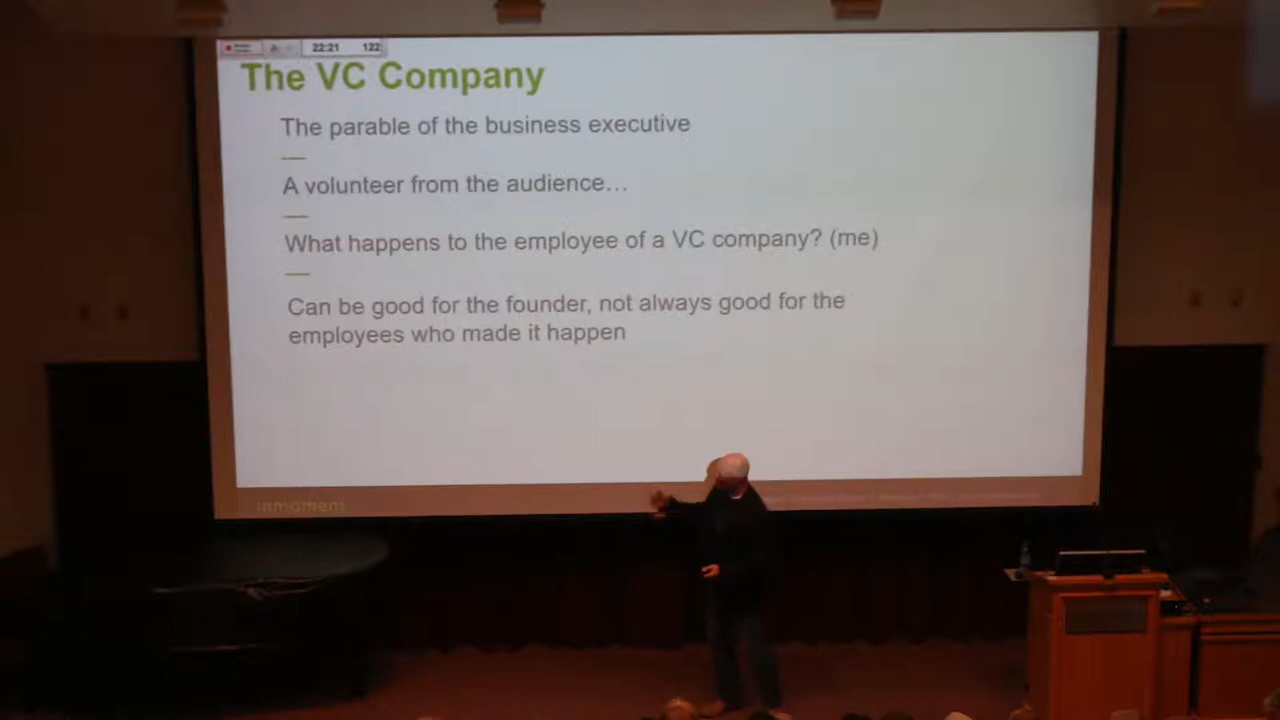 22:21 122
The VC Company
The parable of the business executive
A volunteer from the audience…
What happens to the employee of a VC company? (me)
Can be good for the founder, not always good for the
employees who made it happen
inmoment